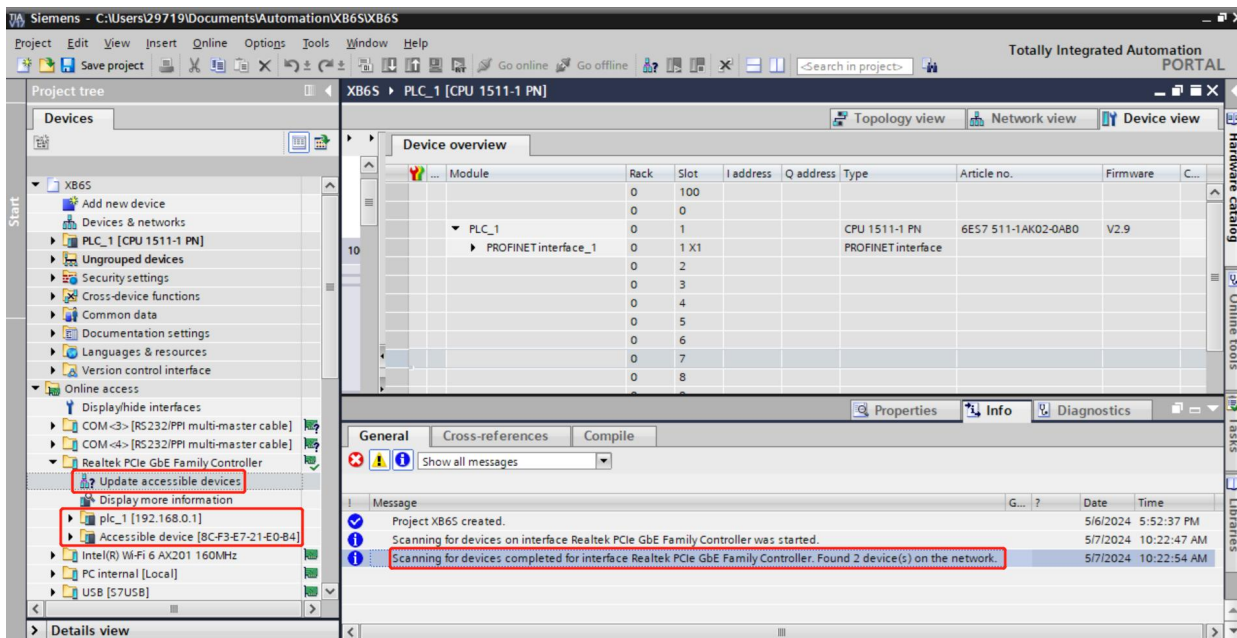 Siemens - C:\Users\29719\Documents\Automation\XB6S\XB6S
Project Edit View Insert Online Options Tools Window Help
Totally Integrated Automation
PORTAL
Save project Go online Go offline <Search in project>
Project tree
XB6S PLC_1 [CPU 1511-1 PN]
Devices
Topology view Network view Device view
Device overview
... Module Rack Slot I address Q address Type Article no. Firmware C...
0 100
0 0
PLC_1 0 1 CPU 1511-1 PN 6ES7 511-1AK02-0AB0 V2.9
PROFINET interface_1 0 1 X1 PROFINET interface
0 2
0 3
0 4
0 5
0 6
0 7
0 8
10
Start
XB6S
Add new device
Devices & networks
PLC_1 [CPU 1511-1 PN]
Ungrouped devices
Security settings
Cross-device functions
Common data
Documentation settings
Languages & resources
Version control interface
Online access
Display/hide interfaces
COM <3> [RS232/PPI multi-master cable]
COM <4> [RS232/PPI multi-master cable]
Realtek PCIe GbE Family Controller
Update accessible devices
Display more information
plc_1 [192.168.0.1]
Accessible device [8C-F3-E7-21-E0-B4]
Intel(R) Wi-Fi 6 AX201 160MHz
PC internal [Local]
USB [S7USB]
Details view
Properties Info Diagnostics
General Cross-references Compile
Show all messages
! Message G... ? Date Time
Project XB6S created. 5/6/2024 5:52:37 PM
Scanning for devices on interface Realtek PCIe GbE Family Controller was started. 5/7/2024 10:22:47 AM
Scanning for devices completed for interface Realtek PCIe GbE Family Controller. Found 2 device(s) on the network. 5/7/2024 10:22:54 AM
Hardware catalog
Online tools
Tasks
Libraries